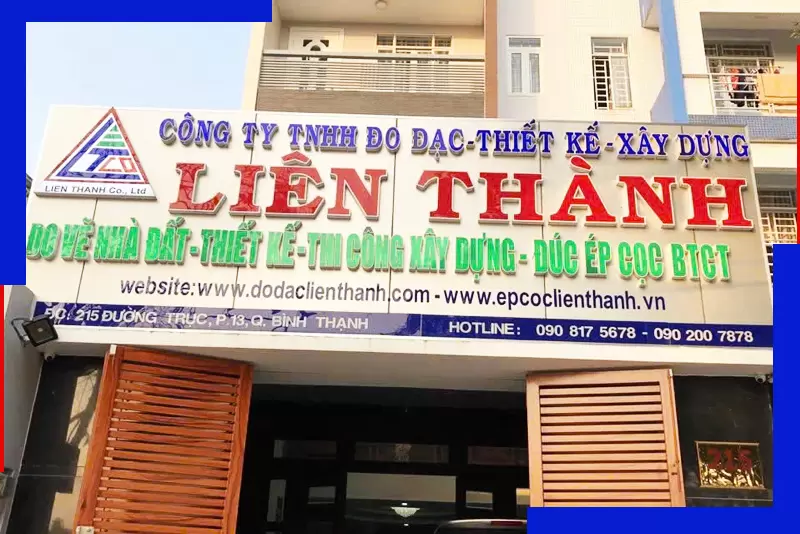 CÔNG TY TNHH ĐO ĐẠC-THIẾT KẾ-XÂY DỰNG
LIÊN THÀNH
LIEN THANH Co., Ltd
ĐO VẼ NHÀ ĐẤT-THIẾT KẾ-THI CÔNG XÂY DỰNG - ĐÚC ÉP CỌC BTCT
website:www.dodaclienthanh.com - www.epcoclienthanh.vn
ĐC: 215 ĐƯỜNG TRỤC, P.13, Q. BÌNH THẠNH HOTLINE: 090 817 5678 - 090 200 7878
215